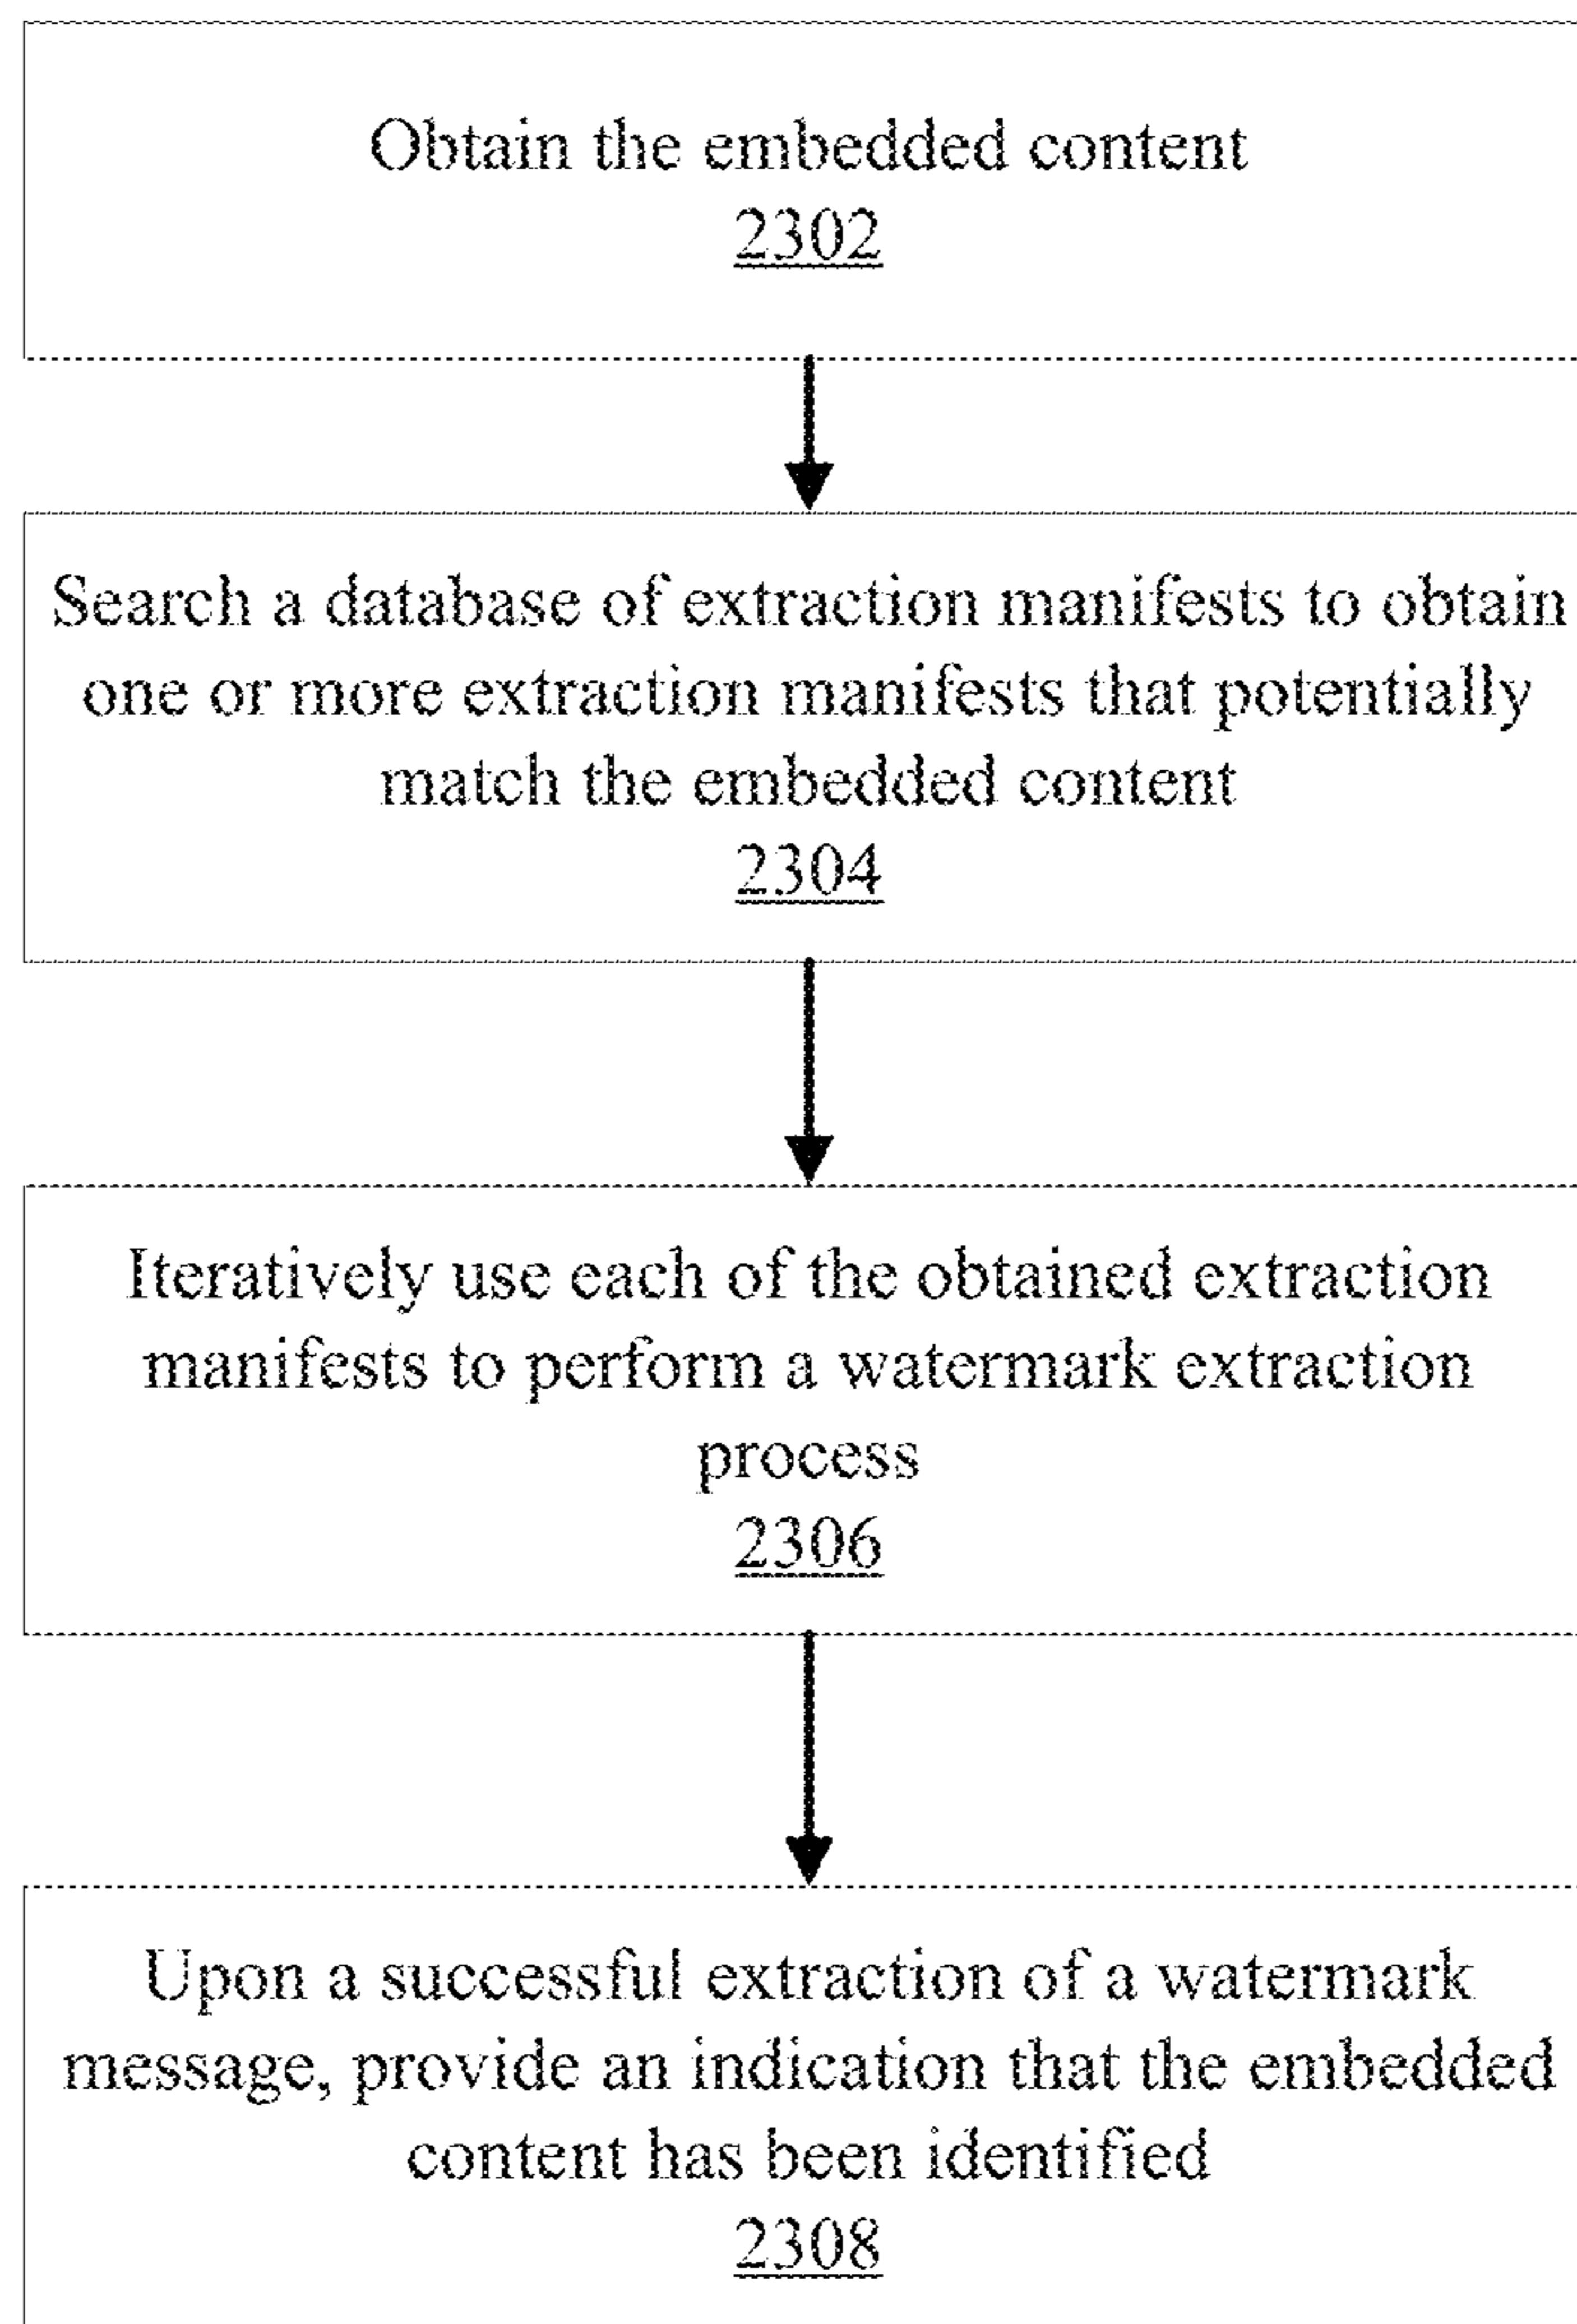 Obtain the embedded content
2302
Search a database of extraction manifests to obtain
one or more extraction manifests that potentially
match the embedded content
2304
Iteratively use each of the obtained extraction
manifests to perform a watermark extraction
process
2306
Upon a successful extraction of a watermark
message, provide an indication that the embedded
content has been identified
2308